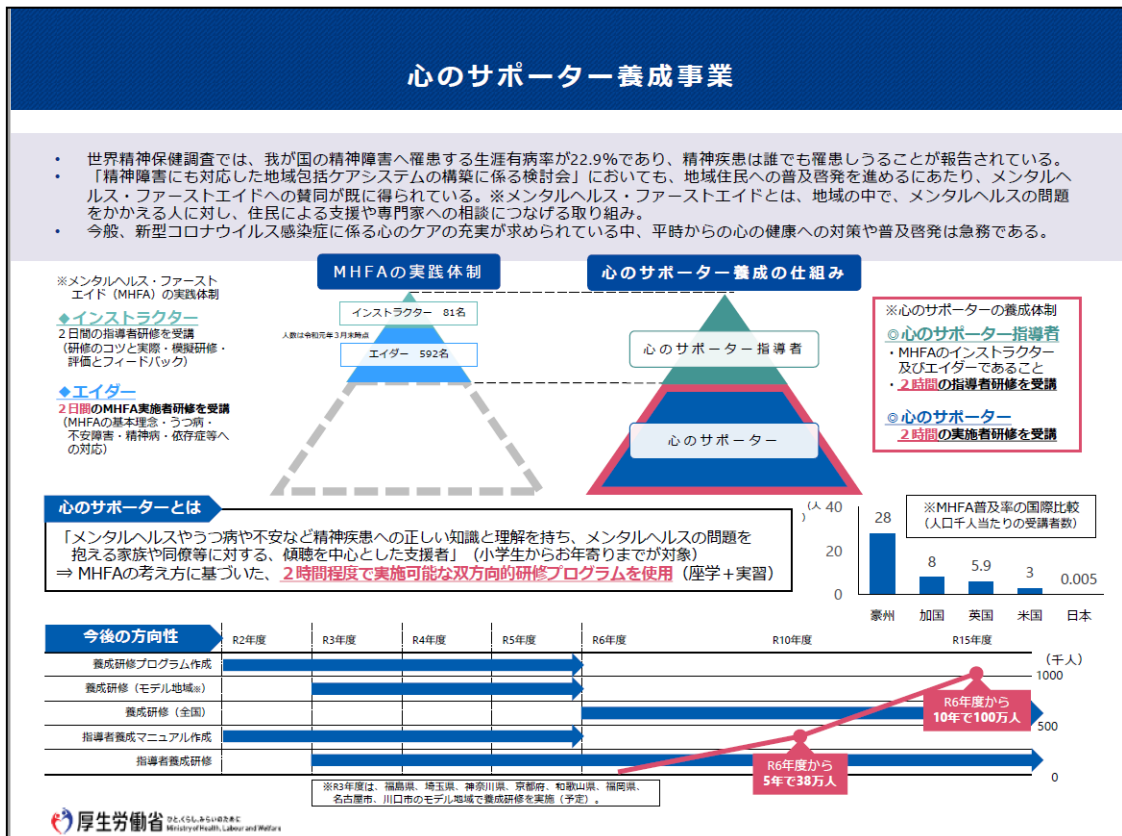 心のサポーター養成事業
• 世界精神保健調査では、我が国の精神障害へ罹患する生涯有病率が22.9%であり、精神疾患は誰でも罹患しうることが報告されている。
• 「精神障害にも対応した地域包括ケアシステムの構築に係る検討会」においても、地域住民への普及啓発を進めるにあたり、メンタルヘ
ルス・ファーストエイドへの賛同が既に得られている。※メンタルヘルス・ファーストエイドとは、地域の中で、メンタルヘルスの問題
をかかえる人に対し、住民による支援や専門家への相談につなげる取り組み。
• 今般、新型コロナウイルス感染症に係る心のケアの充実が求められている中、平時からの心の健康への対策や普及啓発は急務である。
※メンタルヘルス・ファースト
エイド（MHFA）の実践体制
◆インストラクター
２日間の指導者研修を受講
（研修のコツと実際・模擬研修・
評価とフィードバック）
◆エイダー
２日間のMHFA実施者研修を受講
（MHFAの基本理念・うつ病・
不安障害・精神病・依存症等へ
の対応）
MHFAの実践体制
インストラクター 81名
人数は令和元年３月末時点
エイダー 592名
心のサポーター養成の仕組み
心のサポーター指導者
心のサポーター
※心のサポーターの養成体制
◎心のサポーター指導者
・MHFAのインストラクター
及びエイダーであること
・２時間の指導者研修を受講
◎心のサポーター
２時間の実施者研修を受講
心のサポーターとは
「メンタルヘルスやうつ病や不安など精神疾患への正しい知識と理解を持ち、メンタルヘルスの問題を
抱える家族や同僚等に対する、傾聴を中心とした支援者」（小学生からお年寄りまでが対象）
⇒ MHFAの考え方に基づいた、２時間程度で実施可能な双方向的研修プログラムを使用（座学＋実習）
※MHFA普及率の国際比較
（人口千人当たりの受講者数）
（人）
40
20
0
28
8
5.9
3
0.005
豪州 加国 英国 米国 日本
今後の方向性
R2年度 R3年度 R4年度 R5年度 R6年度 R10年度 R15年度
（千人）
養成研修プログラム作成
1000
養成研修（モデル地域※）
養成研修（全国）
R6年度から
10年で100万人
500
指導者養成マニュアル作成
指導者養成研修
R6年度から
5年で38万人
0
※R3年度は、福島県、埼玉県、神奈川県、京都府、和歌山県、福岡県、
名古屋市、川口市のモデル地域で養成研修を実施（予定）。
厚生労働省
ひと、くらし、みらいのために
Ministry of Health, Labour and Welfare